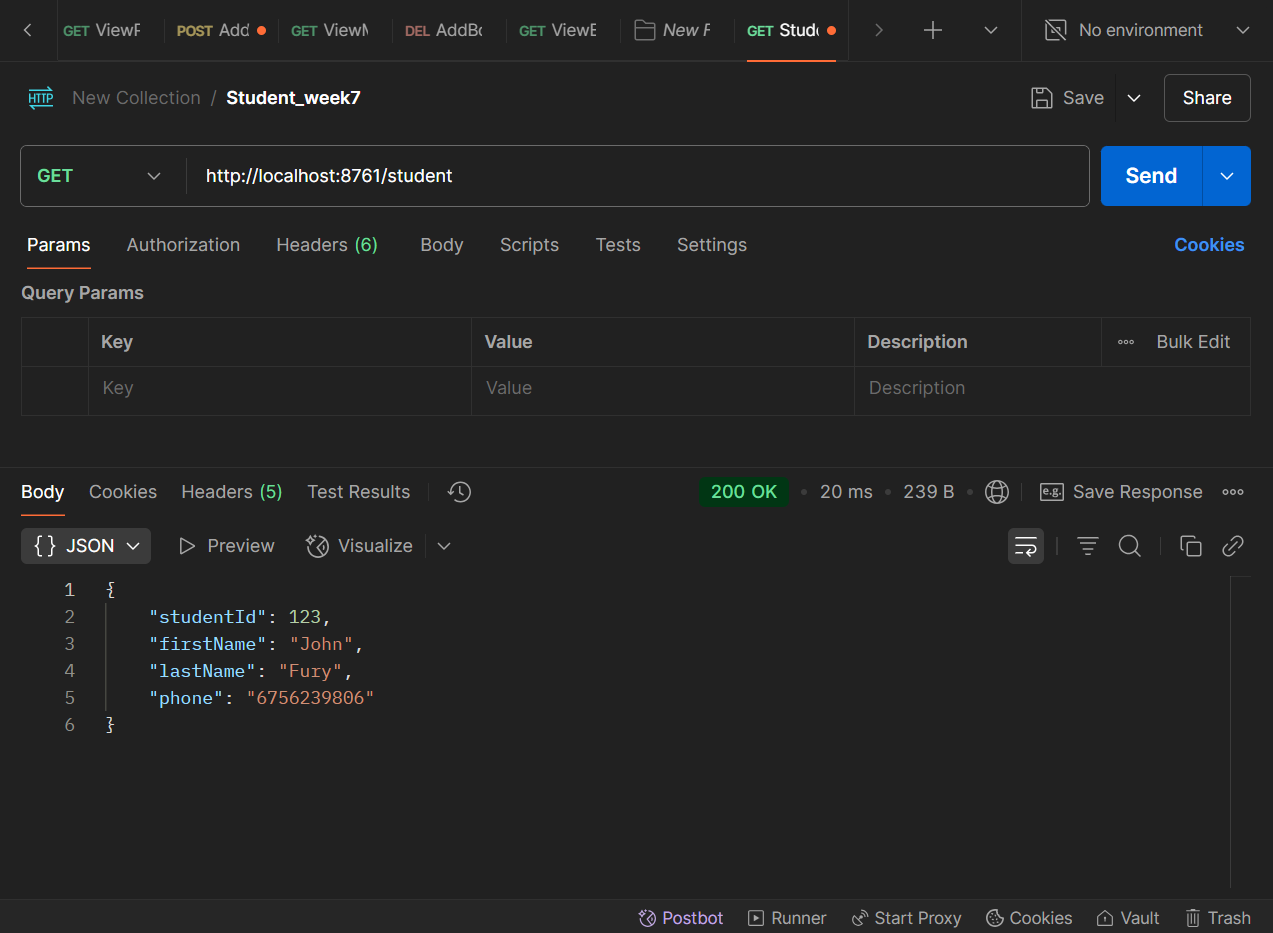 GET ViewF POST Add GET ViewM DEL AddBo GET ViewE New F GET Stude No environment
HTTP New Collection / Student_week7 Save Share
GET http://localhost:8761/student Send
Params Authorization Headers (6) Body Scripts Tests Settings Cookies
Query Params
Key Value Description Bulk Edit
Key Value Description
Body Cookies Headers (5) Test Results 200 OK 20 ms 239 B e.g. Save Response
{} JSON Preview Visualize
1 {
2 "studentId": 123,
3 "firstName": "John",
4 "lastName": "Fury",
5 "phone": "6756239806"
6 }
Postbot Runner Start Proxy Cookies Vault Trash